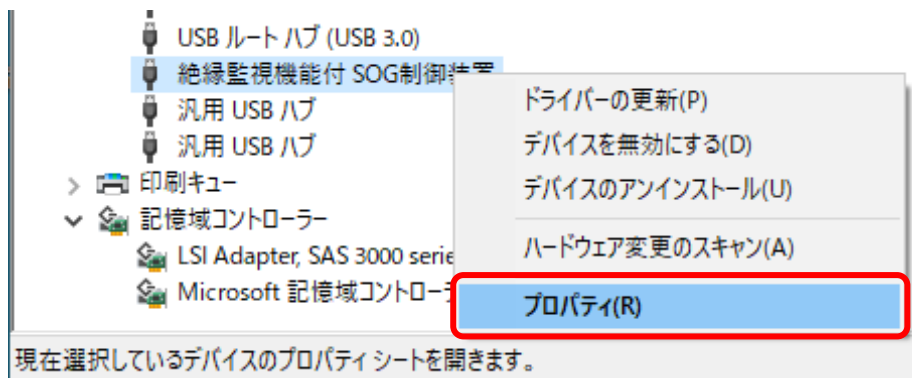 USB ルート ハブ (USB 3.0)
絶縁監視機能付 SOG制御装置
汎用 USB ハブ
汎用 USB ハブ
印刷キュー
記憶域コントローラー
LSI Adapter, SAS 3000 serie
Microsoft 記憶域コントローラ
ドライバーの更新(P)
デバイスを無効にする(D)
デバイスのアンインストール(U)
ハードウェア変更のスキャン(A)
プロパティ(R)
現在選択しているデバイスのプロパティ シートを開きます。